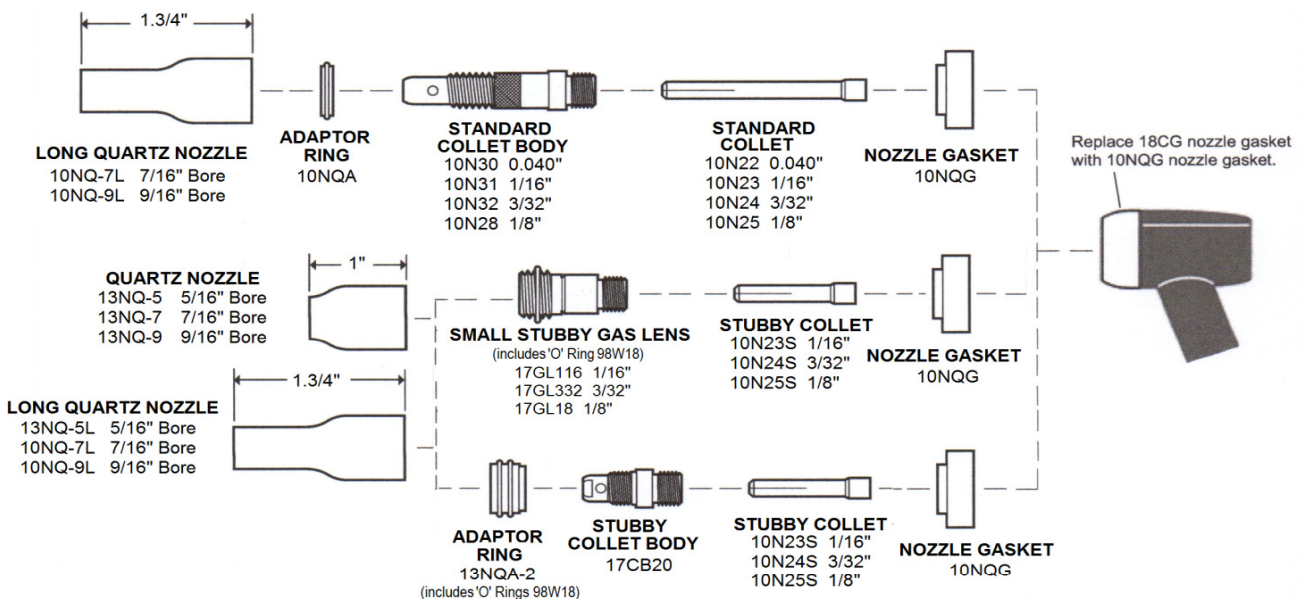 1.3/4"
LONG QUARTZ NOZZLE
10NQ-7L 7/16" Bore
10NQ-9L 9/16" Bore
ADAPTOR
RING
10NQA
STANDARD
COLLET BODY
10N30 0.040"
10N31 1/16"
10N32 3/32"
10N28 1/8"
STANDARD
COLLET
10N22 0.040"
10N23 1/16"
10N24 3/32"
10N25 1/8"
NOZZLE GASKET
10NQG
Replace 18CG nozzle gasket
with 10NQG nozzle gasket.
QUARTZ NOZZLE
13NQ-5 5/16" Bore
13NQ-7 7/16" Bore
13NQ-9 9/16" Bore
1"
SMALL STUBBY GAS LENS
(includes 'O' Ring 98W18)
17GL116 1/16"
17GL332 3/32"
17GL18 1/8"
STUBBY COLLET
10N23S 1/16"
10N24S 3/32"
10N25S 1/8"
NOZZLE GASKET
10NQG
1.3/4"
LONG QUARTZ NOZZLE
13NQ-5L 5/16" Bore
10NQ-7L 7/16" Bore
10NQ-9L 9/16" Bore
ADAPTOR
RING
13NQA-2
(includes 'O' Rings 98W18)
STUBBY
COLLET BODY
17CB20
STUBBY COLLET
10N23S 1/16"
10N24S 3/32"
10N25S 1/8"
NOZZLE GASKET
10NQG